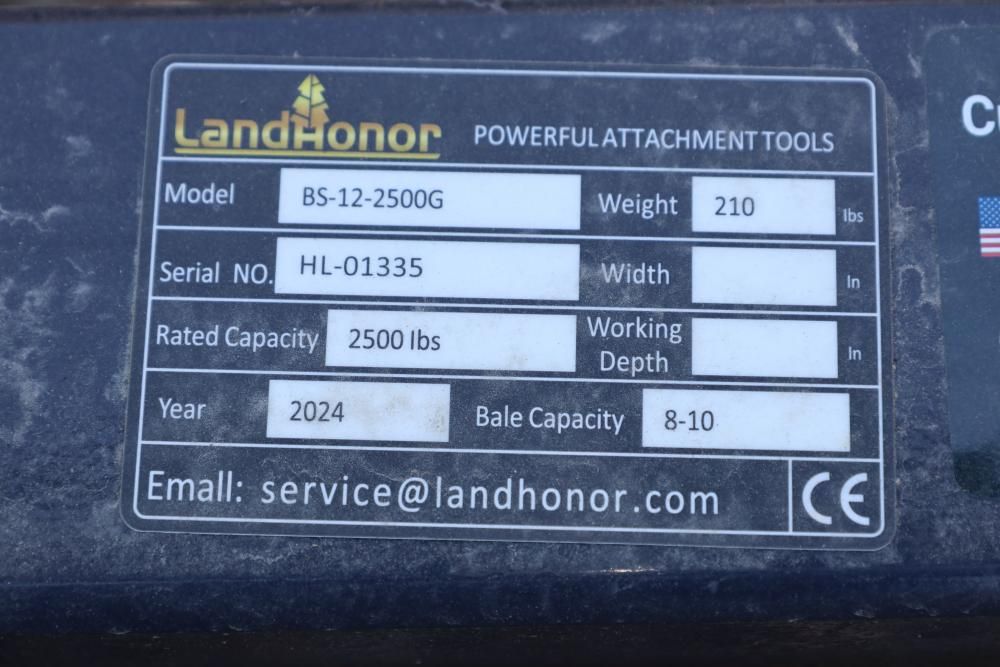 LandHonor POWERFUL ATTACHMENT TOOLS
Model BS-12-2500G Weight 210 lbs
Serial NO. HL-01335 Width In
Rated Capacity 2500 lbs Working Depth In
Year 2024 Bale Capacity 8-10
Emall: service@landhonor.com CE
C